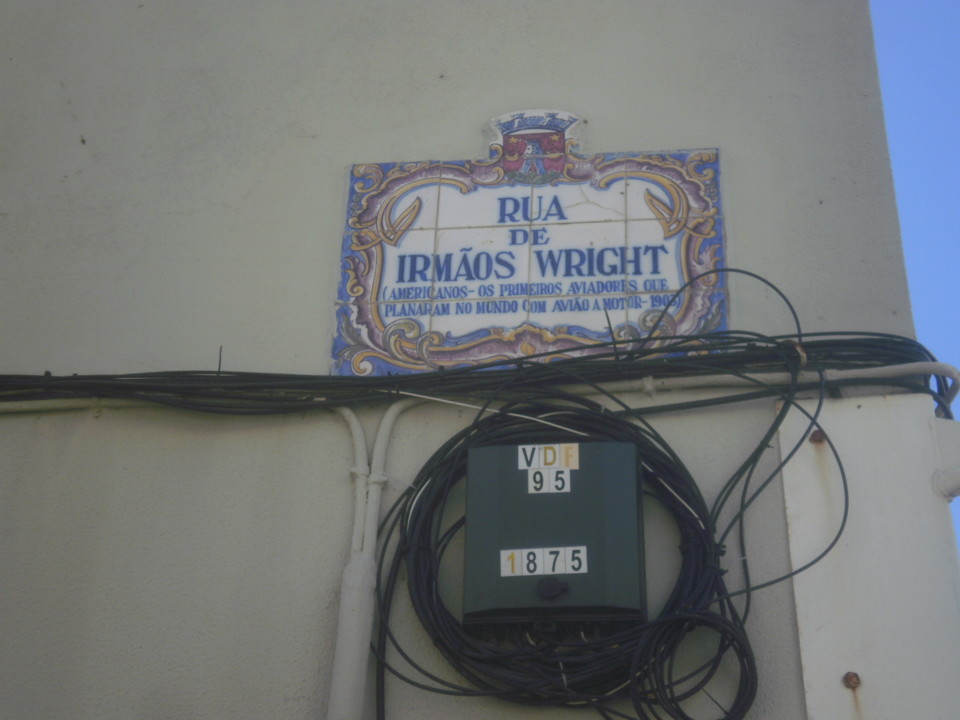 RUA
DE
IRMÃOS WRIGHT
(AMERICANOS - OS PRIMEIROS AVIADORES QUE
PLANARAM NO MUNDO COM AVIÃO A MOTOR - 1903)
VDF
95
1875